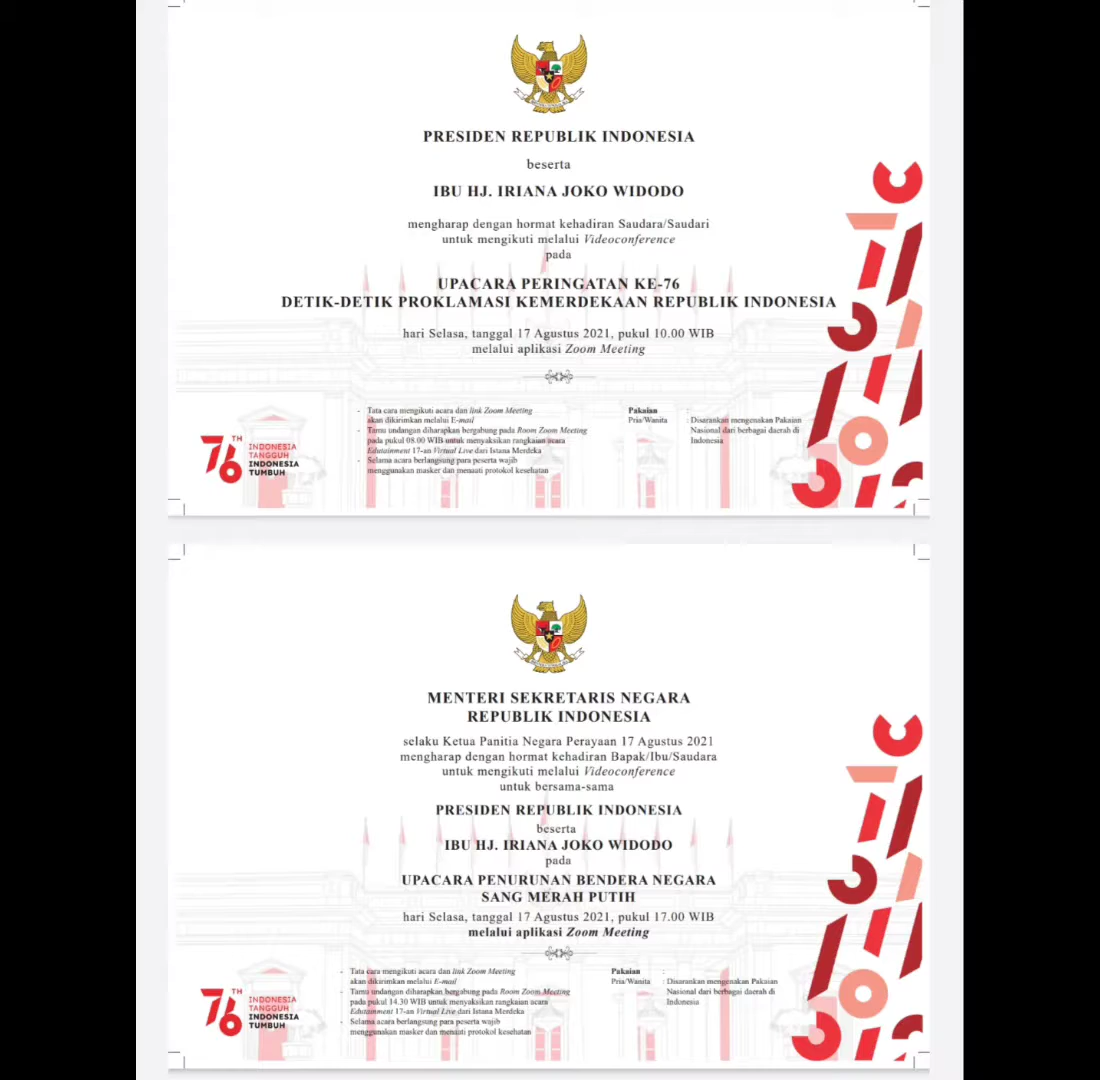 PRESIDEN REPUBLIK INDONESIA
beserta
IBU HJ. IRIANA JOKO WIDODO
mengharap dengan hormat kehadiran Saudara/Saudari
untuk mengikuti melalui Videoconference
pada
UPACARA PERINGATAN KE-76
DETIK-DETIK PROKLAMASI KEMERDEKAAN REPUBLIK INDONESIA
hari Selasa, tanggal 17 Agustus 2021, pukul 10.00 WIB
melalui aplikasi Zoom Meeting
- Tata cara mengikuti acara dan link Zoom Meeting
akan dikirimkan melalui E-mail
- Tamu undangan diharapkan bergabung pada Room Zoom Meeting
pada pukul 08.00 WIB untuk menyaksikan rangkaian acara
Edutainment 17-an Virtual Live dari Istana Merdeka
- Selama acara berlangsung para peserta wajib
menggunakan masker dan menaati protokol kesehatan
Pakaian :
Pria/Wanita : Disarankan mengenakan Pakaian
Nasional dari berbagai daerah di
Indonesia
76 TH
INDONESIA
TANGGUH
INDONESIA
TUMBUH
MENTERI SEKRETARIS NEGARA
REPUBLIK INDONESIA
selaku Ketua Panitia Negara Perayaan 17 Agustus 2021
mengharap dengan hormat kehadiran Bapak/Ibu/Saudara
untuk mengikuti melalui Videoconference
untuk bersama-sama
PRESIDEN REPUBLIK INDONESIA
beserta
IBU HJ. IRIANA JOKO WIDODO
pada
UPACARA PENURUNAN BENDERA NEGARA
SANG MERAH PUTIH
hari Selasa, tanggal 17 Agustus 2021, pukul 17.00 WIB
melalui aplikasi Zoom Meeting
- Tata cara mengikuti acara dan link Zoom Meeting
akan dikirimkan melalui E-mail
- Tamu undangan diharapkan bergabung pada Room Zoom Meeting
pada pukul 14.30 WIB untuk menyaksikan rangkaian acara
Edutainment 17-an Virtual Live dari Istana Merdeka
- Selama acara berlangsung para peserta wajib
menggunakan masker dan menaati protokol kesehatan
Pakaian :
Pria/Wanita : Disarankan mengenakan Pakaian
Nasional dari berbagai daerah di
Indonesia
76 TH
INDONESIA
TANGGUH
INDONESIA
TUMBUH